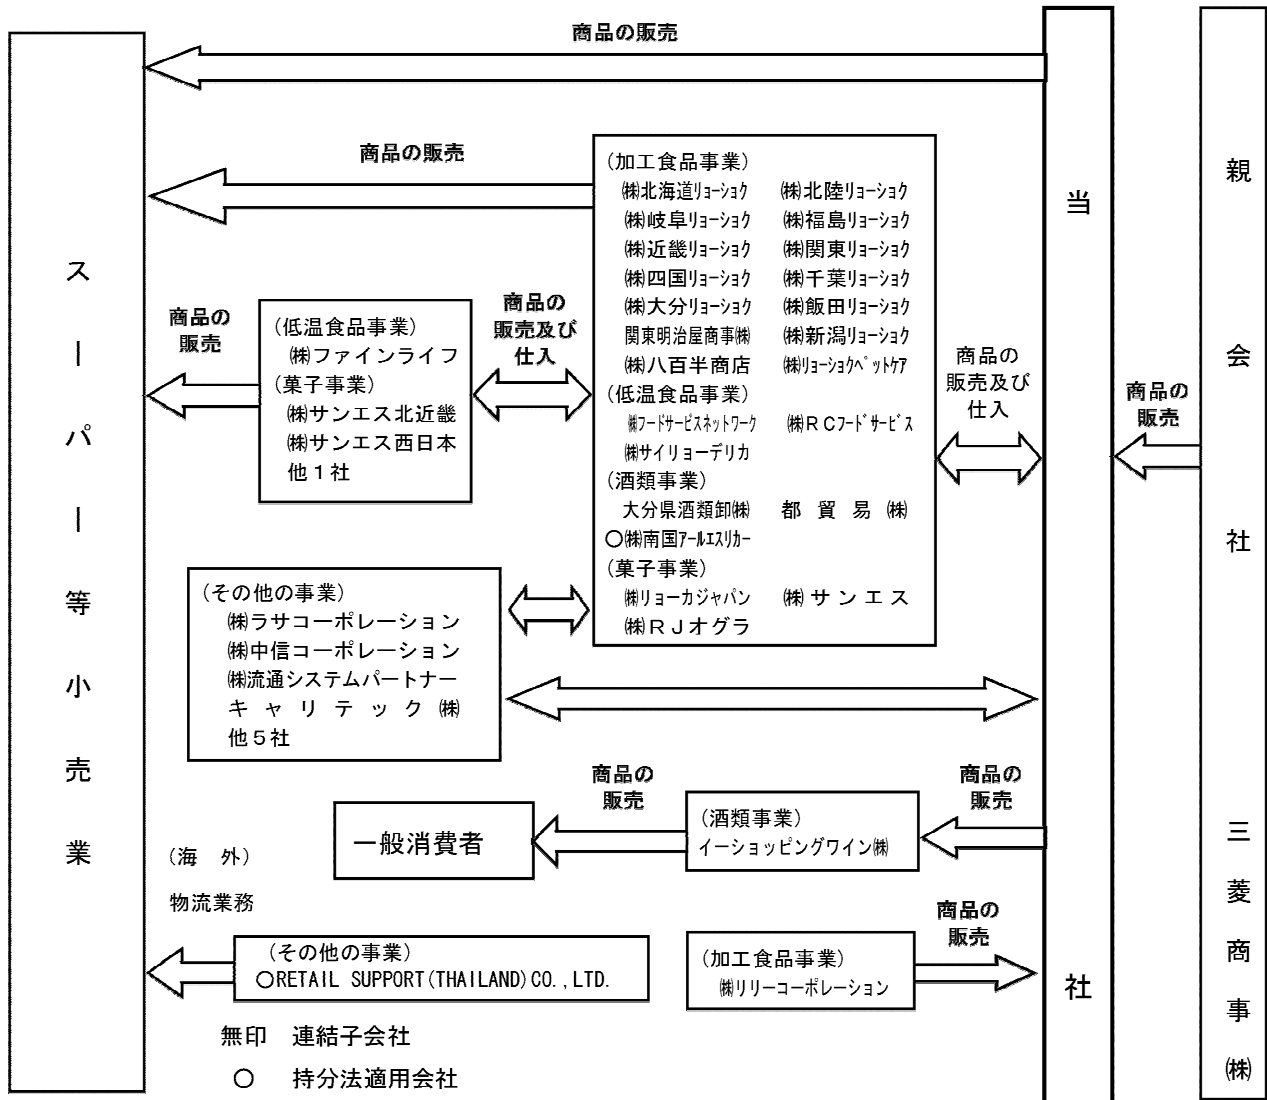 商品の販売
商品の販売
(加工食品事業)
㈱北海道リョーショク ㈱北陸リョーショク
㈱岐阜リョーショク ㈱福島リョーショク
㈱近畿リョーショク ㈱関東リョーショク
㈱四国リョーショク ㈱千葉リョーショク
㈱大分リョーショク ㈱飯田リョーショク
関東明治屋商事㈱ ㈱新潟リョーショク
㈱八百半商店 ㈱リョーショクペットケア
(低温食品事業)
㈱フードサービスネットワーク ㈱RCフードサービス
㈱サイリョーデリカ
(酒類事業)
大分県酒類卸㈱ 都貿易㈱
○㈱南国アールエスリカー
(菓子事業)
㈱リョーカジャパン ㈱サンエス
㈱RJオグラ
スーパー等小売業
商品の
販売
(低温食品事業)
㈱ファインライフ
(菓子事業)
㈱サンエス北近畿
㈱サンエス西日本
他1社
商品の
販売及び
仕入
商品の
販売及び
仕入
当社
商品の
販売
親会社 三菱商事㈱
(その他の事業)
㈱ラサコーポレーション
㈱中信コーポレーション
㈱流通システムパートナー
キャリテック㈱
他5社
一般消費者
商品の
販売
(酒類事業)
イーショッピングワイン㈱
商品の
販売
(海 外)
物流業務
(その他の事業)
○RETAIL SUPPORT(THAILAND)CO.,LTD.
(加工食品事業)
㈱リリーコーポレーション
商品の
販売
無印 連結子会社
○ 持分法適用会社